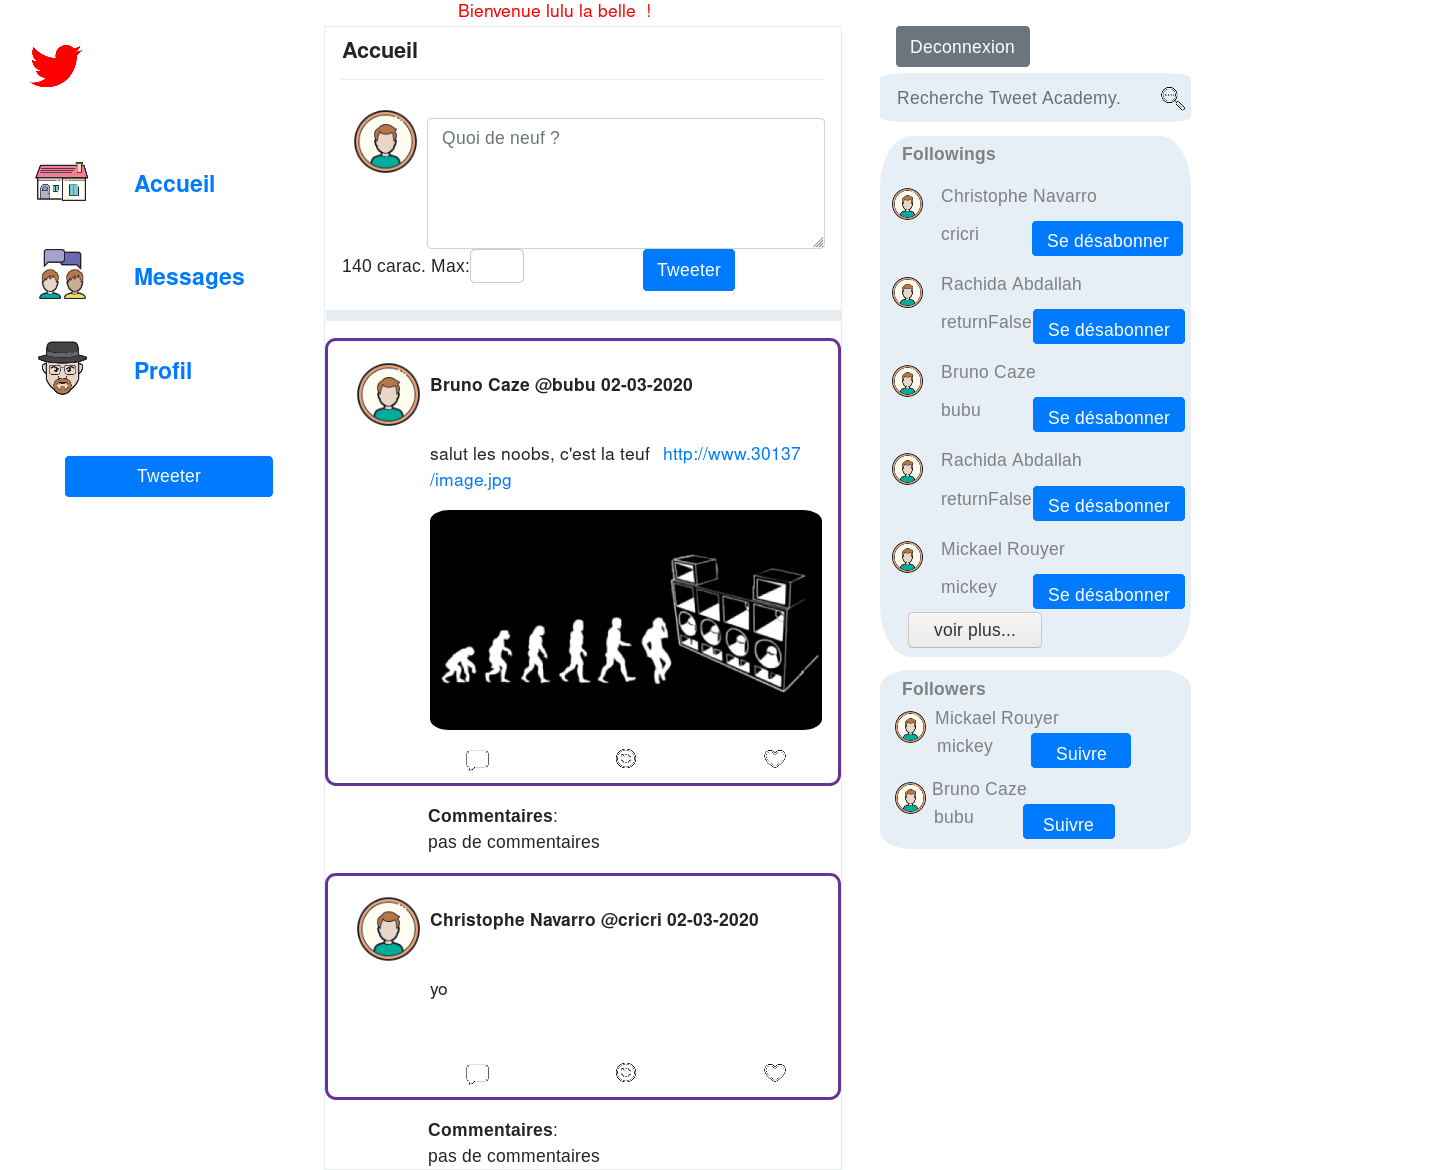 Bienvenue lulu la belle !
Accueil
Messages
Profil
Tweeter
Accueil
Quoi de neuf ?
140 carac. Max:
Tweeter
Bruno Caze @bubu 02-03-2020
salut les noobs, c'est la teuf http://www.30137
/image.jpg
Commentaires:
pas de commentaires
Christophe Navarro @cricri 02-03-2020
yo
Commentaires:
pas de commentaires
Deconnexion
Recherche Tweet Academy.
Followings
Christophe Navarro
cricri
Se désabonner
Rachida Abdallah
returnFalse
Se désabonner
Bruno Caze
bubu
Se désabonner
Rachida Abdallah
returnFalse
Se désabonner
Mickael Rouyer
mickey
Se désabonner
voir plus...
Followers
Mickael Rouyer
mickey
Suivre
Bruno Caze
bubu
Suivre